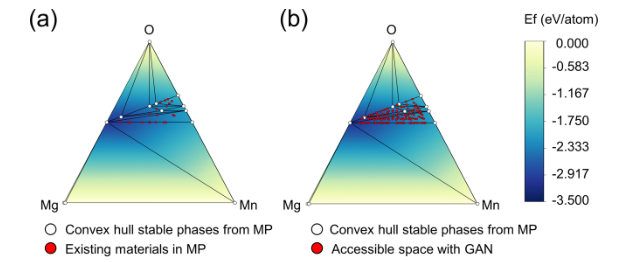 (a)
O
Mg
Mn
Convex hull stable phases from MP
Existing materials in MP
(b)
O
Mg
Mn
Convex hull stable phases from MP
Accessible space with GAN
Ef (eV/atom)
0.000
-0.583
-1.167
-1.750
-2.333
-2.917
-3.500